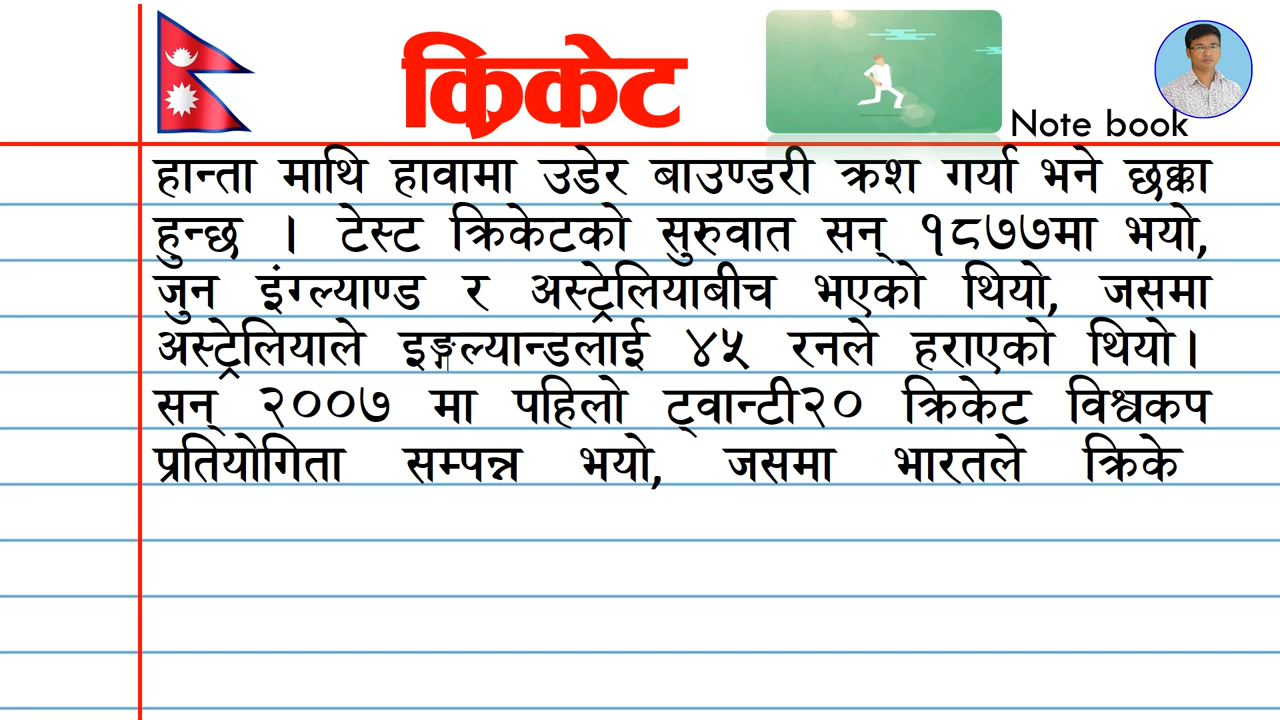 क्रिकेट
Note book
हान्ता माथि हावामा उडेर बाउण्डरी क्रश गर्या भने छक्का
हुन्छ । टेस्ट क्रिकेटको सुरुवात सन् १८७७मा भयो,
जुन इंग्ल्याण्ड र अस्ट्रेलियाबीच भएको थियो, जसमा
अस्ट्रेलियाले इङ्गल्यान्डलाई ४५ रनले हराएको थियो।
सन् २००७ मा पहिलो ट्वान्टी२० क्रिकेट विश्वकप
प्रतियोगिता सम्पन्न भयो, जसमा भारतले क्रिके